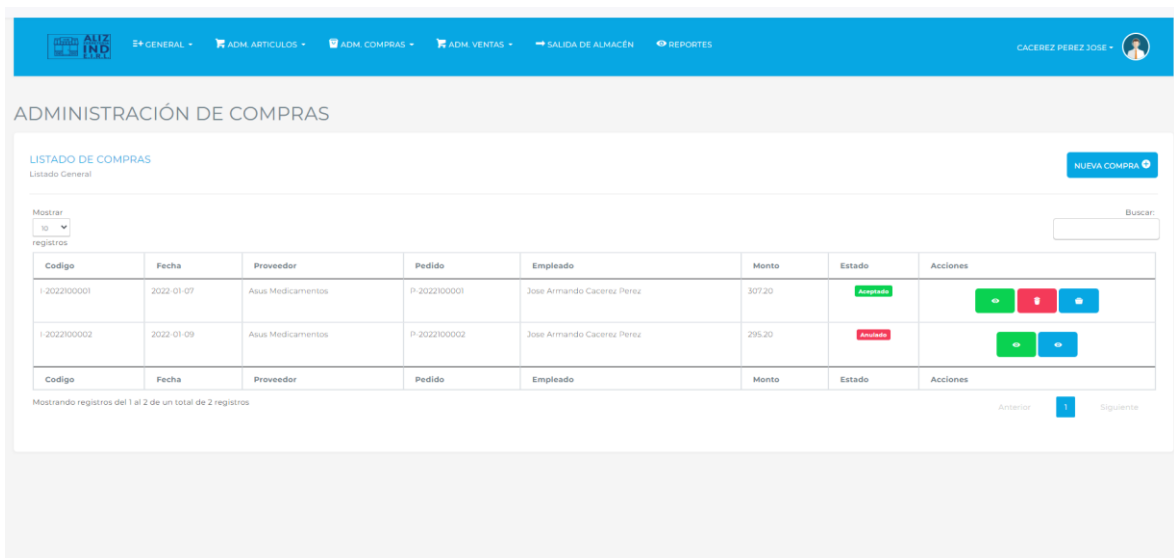 ALIZ
IND
E.I.R.L
GENERAL
ADM. ARTICULOS
ADM. COMPRAS
ADM. VENTAS
SALIDA DE ALMACÉN
REPORTES
CACEREZ PEREZ JOSE
ADMINISTRACIÓN DE COMPRAS
LISTADO DE COMPRAS
Listado General
NUEVA COMPRA
Mostrar
10
registros
Buscar:
Codigo Fecha Proveedor Pedido Empleado Monto Estado Acciones
I-2022100001 2022-01-07 Asus Medicamentos P-2022100001 Jose Armando Cacerez Perez 307.20 Aceptado
I-2022100002 2022-01-09 Asus Medicamentos P-2022100002 Jose Armando Cacerez Perez 295.20 Anulado
Codigo Fecha Proveedor Pedido Empleado Monto Estado Acciones
Mostrando registros del 1 al 2 de un total de 2 registros
Anterior 1 Siguiente